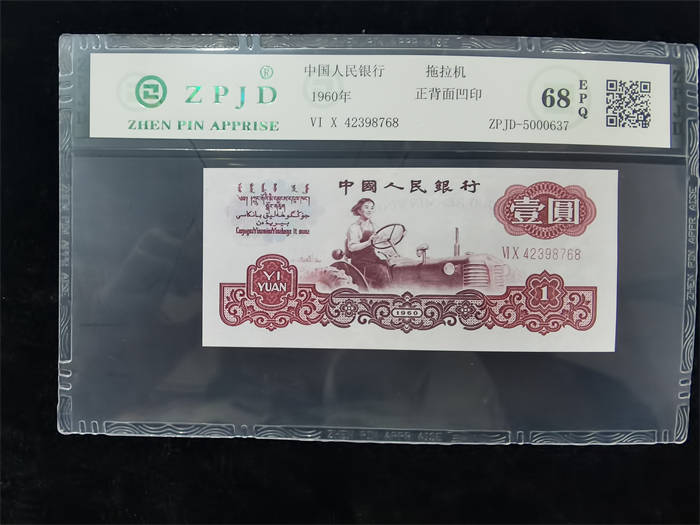 ZPJD®
ZHEN PIN APPRISE
中国人民银行 拖拉机
1960年 正背面凹印
VI X 42398768 ZPJD-5000637
68 EPQ
中國人民銀行
壹圓
VI X 42398768
YI
YUAN
1960
1